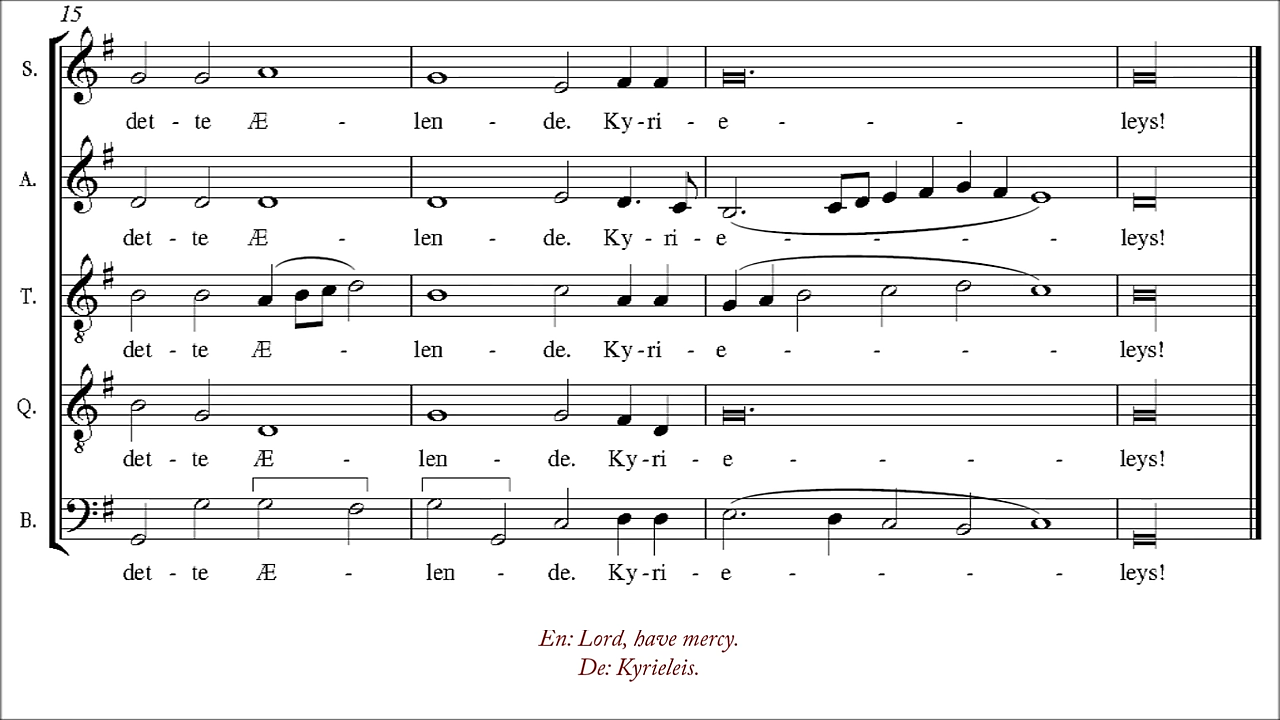 15
S.
det - te Æ - len - de. Ky - ri - e - - - leys!
A.
det - te Æ - len - de. Ky - ri - e - - - - leys!
T.
det - te Æ - len - de. Ky - ri - e - - - leys!
Q.
det - te Æ - len - de. Ky - ri - e - - - - leys!
B.
det - te Æ - len - de. Ky - ri - e - - - - leys!
En: Lord, have mercy.
De: Kyrieleis.